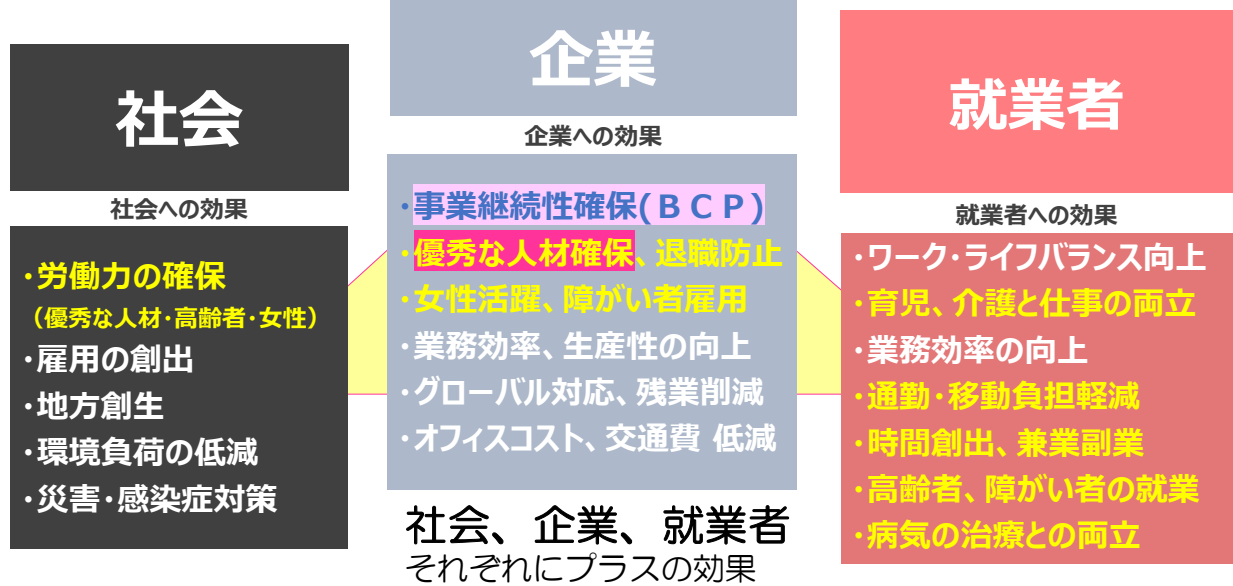 社会
社会への効果
・労働力の確保
（優秀な人材・高齢者・女性）
・雇用の創出
・地方創生
・環境負荷の低減
・災害・感染症対策
企業
企業への効果
・事業継続性確保(ＢＣＰ)
・優秀な人材確保、退職防止
・女性活躍、障がい者雇用
・業務効率、生産性の向上
・グローバル対応、残業削減
・オフィスコスト、交通費 低減
就業者
就業者への効果
・ワーク・ライフバランス向上
・育児、介護と仕事の両立
・業務効率の向上
・通勤・移動負担軽減
・時間創出、兼業副業
・高齢者、障がい者の就業
・病気の治療との両立
社会、企業、就業者
それぞれにプラスの効果